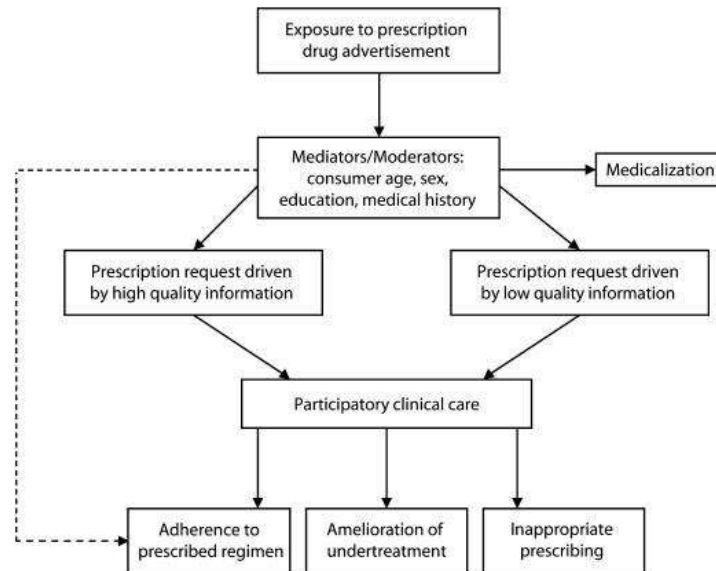 Exposure to prescription
drug advertisement
Mediators/Moderators:
consumer age, sex,
education, medical history
Medicalization
Prescription request driven
by high quality information
Prescription request driven
by low quality information
Participatory clinical care
Adherence to
prescribed regimen
Amelioration of
undertreatment
Inappropriate
prescribing